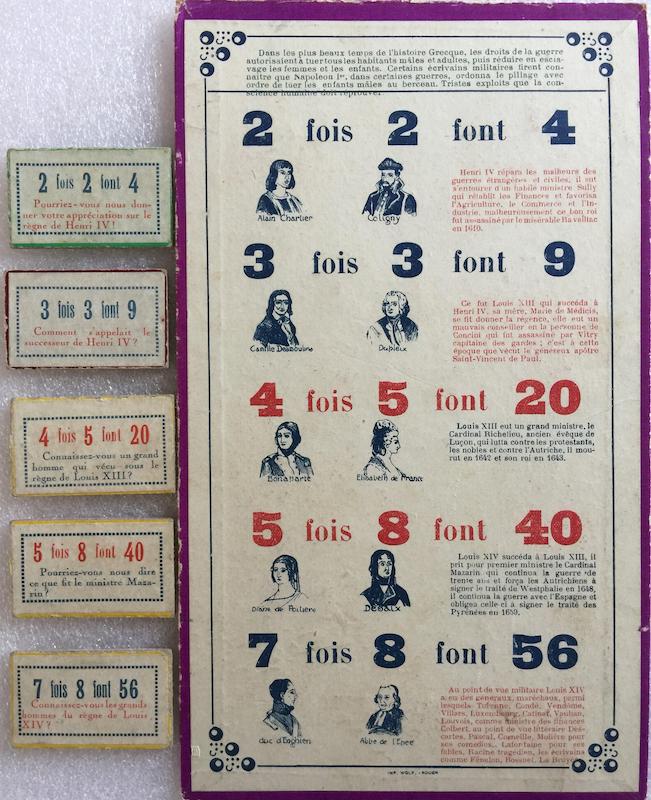 2 fois 2 font 4
Pourriez-vous nous don-
ner votre appréciation sur le
règne de Henri IV !
3 fois 3 font 9
Comment s'appelait le
successeur de Henri IV ?
4 fois 5 font 20
Connaissez-vous un grand
homme qui vécu sous le
règne de Louis XIII ?
5 fois 8 font 40
Pourriez-vous nous dire
ce que fit le ministre Maza-
rin ?
7 fois 8 font 56
Connaissez-vous les grands
hommes du règne de Louis
XIV ?
Dans les plus beaux temps de l'histoire Grecque, les droits de la guerre
autorissaient à tuer tous les habitants mâles et adultes, puis réduire en escla-
vage les femmes et les enfants. Certains écrivains militaires firent con-
naître que Napoléon Ier, dans certaines guerres, ordonna le pillage avec
ordre de tuer les enfants mâles au berceau. Tristes exploits que la con-
science humaine doit réprouver.
2 fois 2 font 4
Alain Chartier
Coligny
Henri IV répara les malheurs des
guerres étrangères et civiles, il sut
s'entourer d'un habile ministre Sully
qui rétablit les Finances et favorisa
l'Agriculture, le Commerce et l'In-
dustrie, malheureusement ce bon roi
fut assassiné par le misérable Ravaillac
en 1610.
3 fois 3 font 9
Camille Desmoulins
Dupleix
Ce fut Louis XIII qui succéda à
Henri IV, sa mère, Marie de Médicis,
se fit donner la régence, elle eut un
mauvais conseiller en la personne de
Concini qui fut assassiné par Vitry
capitaine des gardes ; c'est à cette
époque que vécut le généreux apôtre
Saint-Vincent de Paul.
4 fois 5 font 20
Bonaparte
Elisabeth de France
Louis XIII eut un grand ministre, le
Cardinal Richelieu, ancien évêque de
Luçon, qui lutta contre les protestants,
les nobles et contre l'Autriche, il mou-
rut en 1642 et son roi en 1643.
5 fois 8 font 40
Diane de Poitiers
Desaix
Louis XIV succéda à Louis XIII, il
prit pour premier ministre le Cardinal
Mazarin qui continua la guerre de
trente ans et força les Autrichiens à
signer le traité de Westphalie en 1648,
il continua la guerre avec l'Espagne et
obligea celle-ci à signer le traité des
Pyrénées en 1659.
7 fois 8 font 56
duc d'Enghien
Abbé de l'Epée
Au point de vue militaire Louis XIV
a eu des généraux, maréchaux, parmi
lesquels Turenne, Condé, Vendôme,
Villars, Luxembourg, Catinat, Vauban,
Louvois, comme ministre des finances
Colbert, au point de vue littéraire Des-
cartes, Pascal, Corneille, Molière pour
ses comédies, Lafontaine pour ses
fables, Racine tragédien, les écrivains
comme Fénelon, Bossuet, La Bruyè
IMP. WOLF, - ROUEN